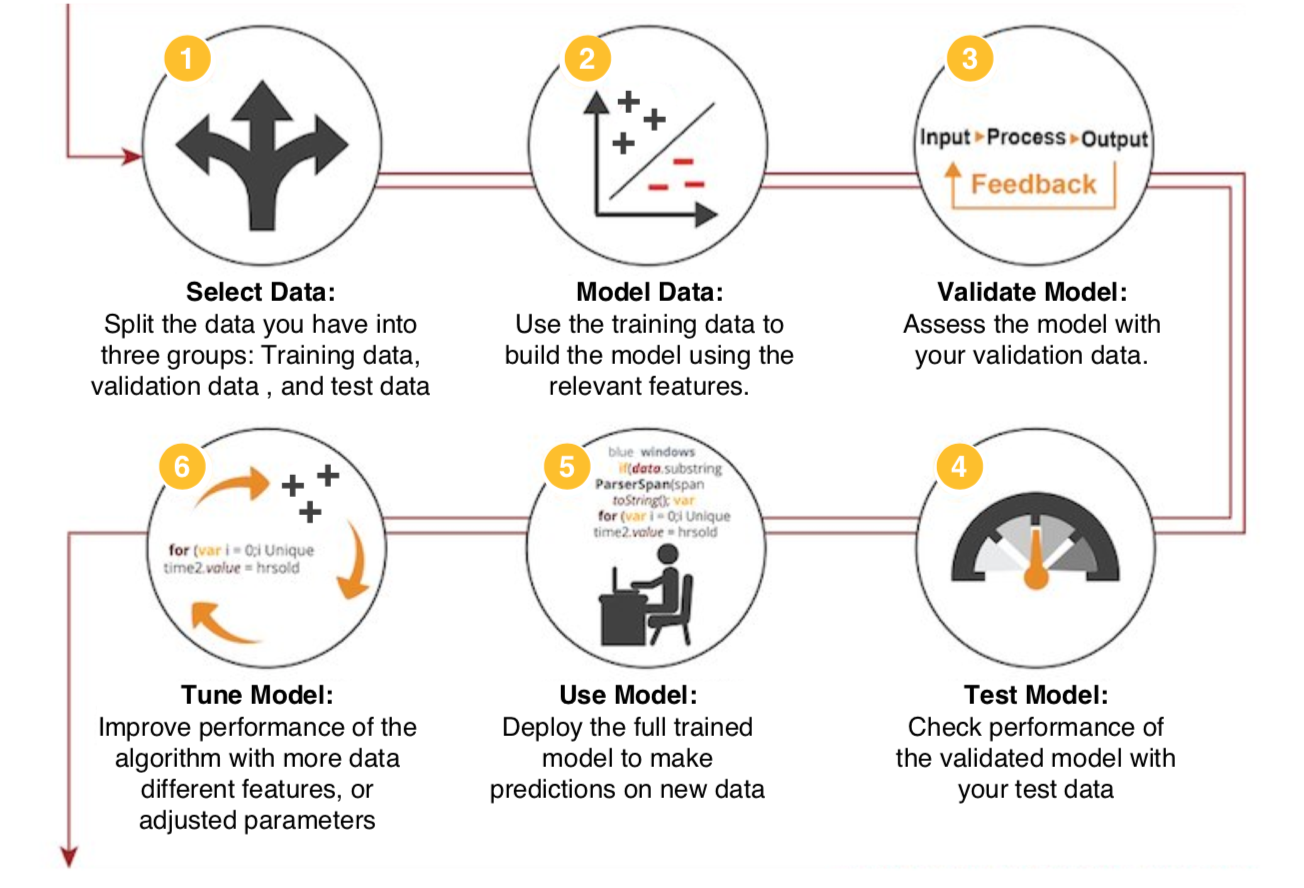 1
2
3
Input Process Output
Feedback
Select Data:
Split the data you have into
three groups: Training data,
validation data , and test data
Model Data:
Use the training data to
build the model using the
relevant features.
Validate Model:
Assess the model with
your validation data.
6
for (var i = 0;i Unique
time2.value = hrsold
5
blue windows
if(data.substring
ParserSpan(span
toString(); var
for (var i = 0;i Unique
time2.value = hrsold
4
Tune Model:
Improve performance of the
algorithm with more data
different features, or
adjusted parameters
Use Model:
Deploy the full trained
model to make
predictions on new data
Test Model:
Check performance of
the validated model with
your test data